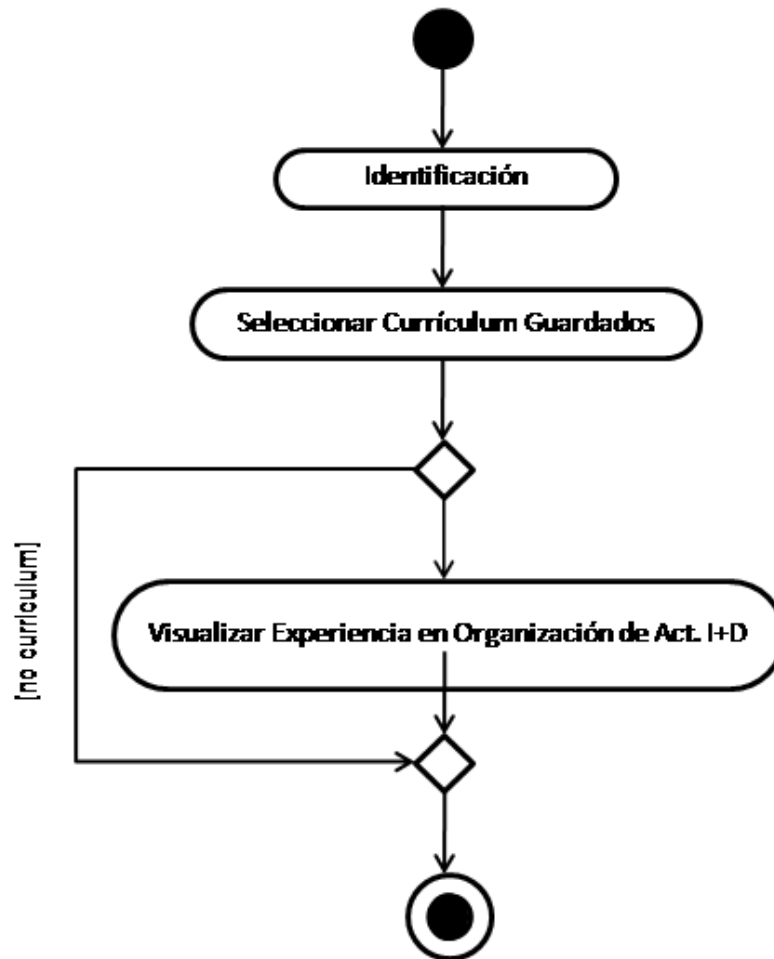 Identificación
Seleccionar Currículum Guardados
[no curriculum]
Visualizar Experiencia en Organización de Act. I+D